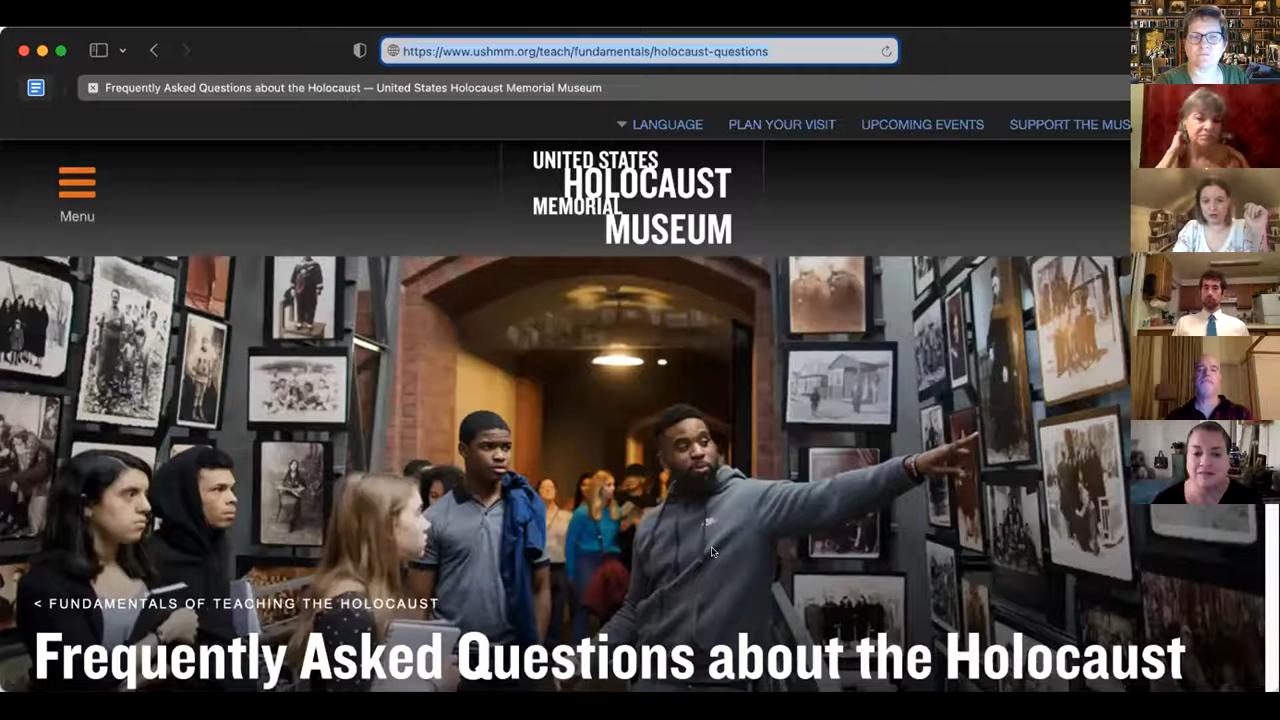 https://www.ushmm.org/teach/fundamentals/holocaust-questions
Frequently Asked Questions about the Holocaust — United States Holocaust Memorial Museum
LANGUAGE PLAN YOUR VISIT UPCOMING EVENTS SUPPORT THE MUS
Menu
UNITED STATES
HOLOCAUST
MEMORIAL
MUSEUM
< FUNDAMENTALS OF TEACHING THE HOLOCAUST
Frequently Asked Questions about the Holocaust